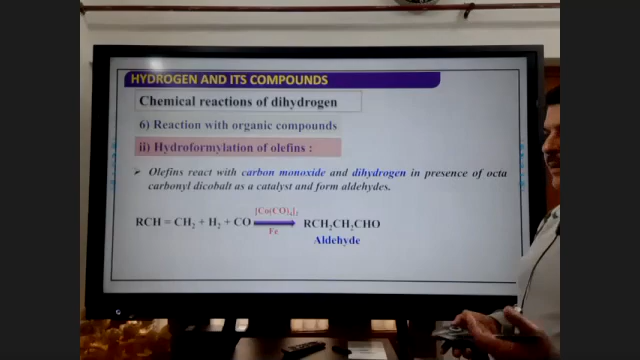 HYDROGEN AND ITS COMPOUNDS
Chemical reactions of dihydrogen
6) Reaction with organic compounds
ii) Hydroformylation of olefins :
➢ Olefins react with carbon monoxide and dihydrogen in presence of octa
carbonyl dicobalt as a catalyst and form aldehydes.
[Co(CO)₄]₂
RCH = CH₂ + H₂ + CO ⟶ RCH₂CH₂CHO
Fe
Aldehyde